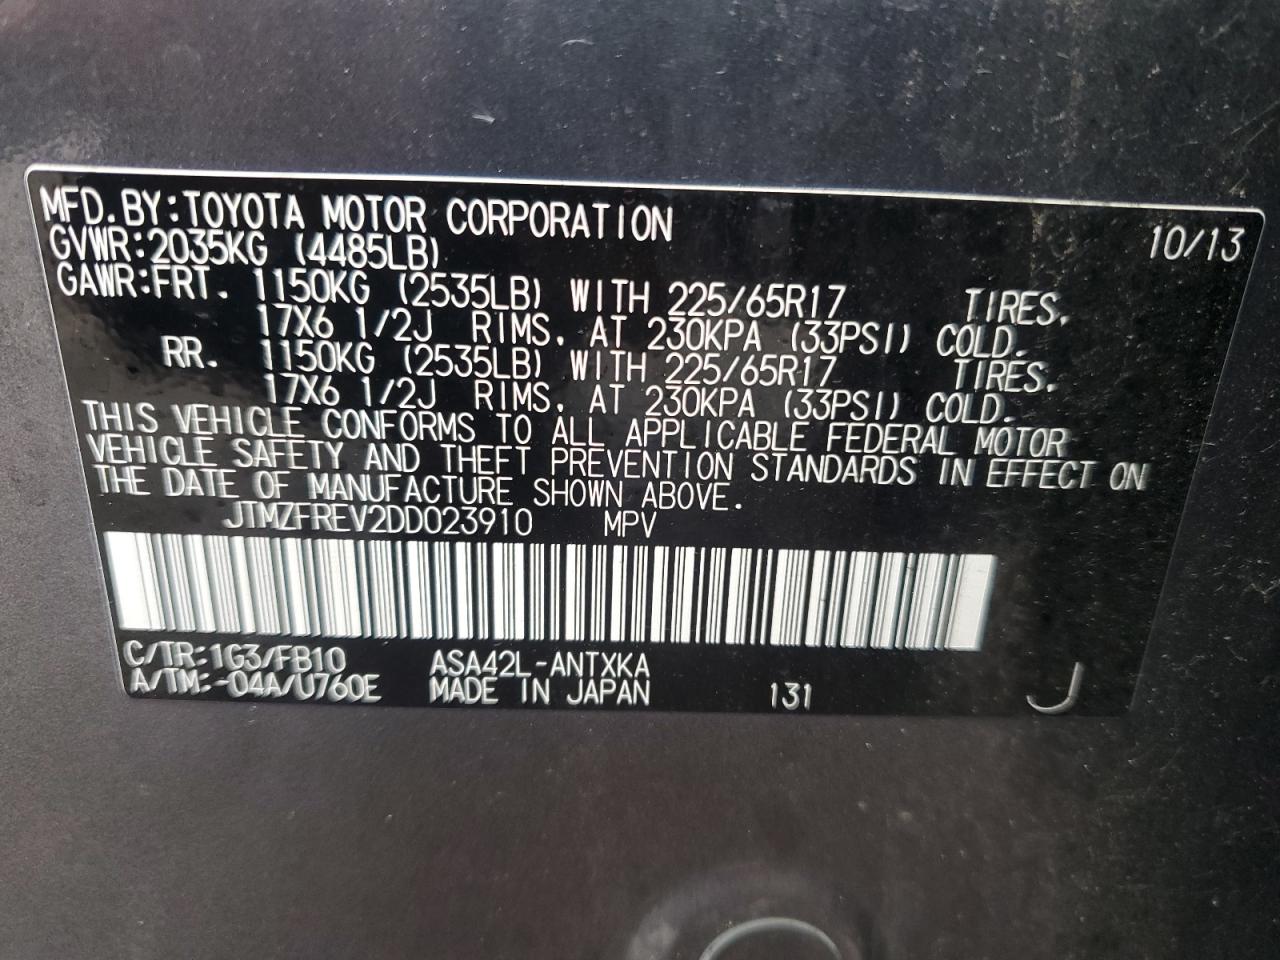 MFD.BY:TOYOTA MOTOR CORPORATION 10/13
GVWR:2035KG (4485LB)
GAWR:FRT. 1150KG (2535LB) WITH 225/65R17 TIRES,
17X6 1/2J RIMS, AT 230KPA (33PSI) COLD.
RR. 1150KG (2535LB) WITH 225/65R17 TIRES,
17X6 1/2J RIMS, AT 230KPA (33PSI) COLD.
THIS VEHICLE CONFORMS TO ALL APPLICABLE FEDERAL MOTOR
VEHICLE SAFETY AND THEFT PREVENTION STANDARDS IN EFFECT ON
THE DATE OF MANUFACTURE SHOWN ABOVE.
JTMZFREV2DD023910 MPV
C/TR:1G3/FB10 ASA42L-ANTXKA
A/TM:-04A/U760E MADE IN JAPAN 131 J